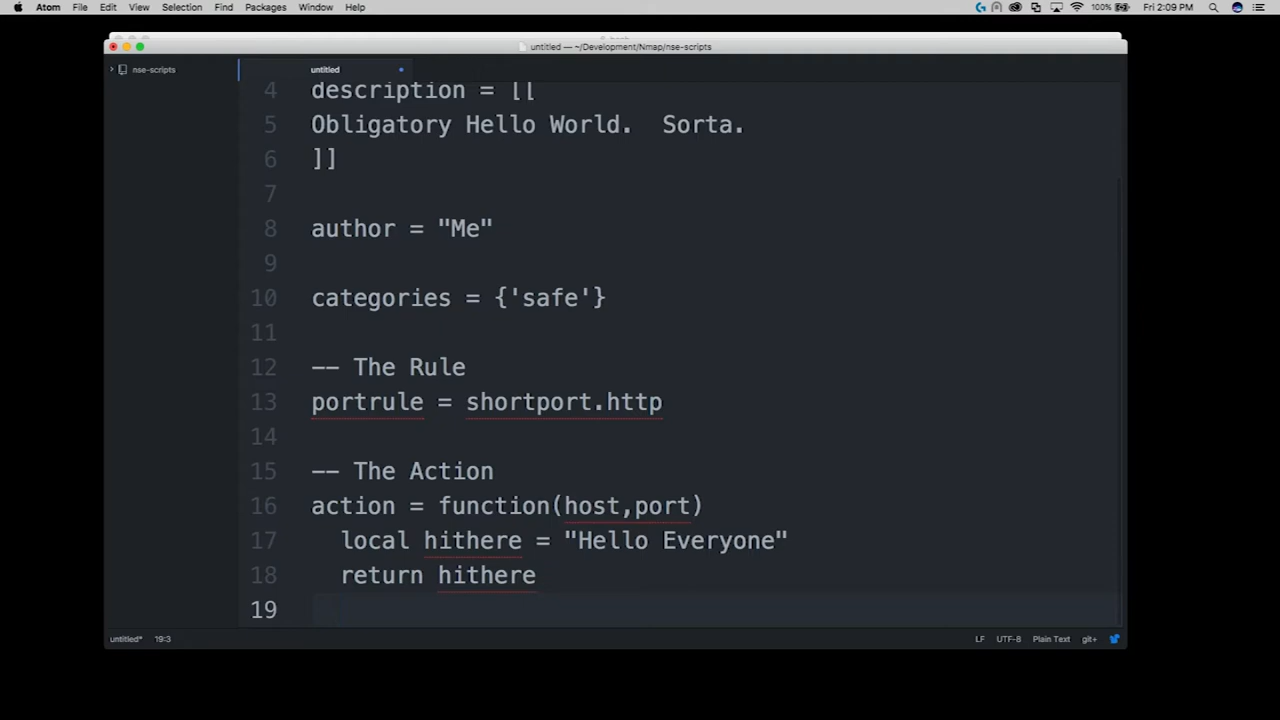 Atom File Edit View Selection Find Packages Window Help 100% Fri 2:09 PM
untitled — ~/Development/Nmap/nse-scripts
nse-scripts
untitled
4 description = [[
5 Obligatory Hello World.  Sorta.
6 ]]
7
8 author = "Me"
9
10 categories = {'safe'}
11
12 -- The Rule
13 portrule = shortport.http
14
15 -- The Action
16 action = function(host,port)
17   local hithere = "Hello Everyone"
18   return hithere
19
untitled* 19:3 LF UTF-8 Plain Text git+